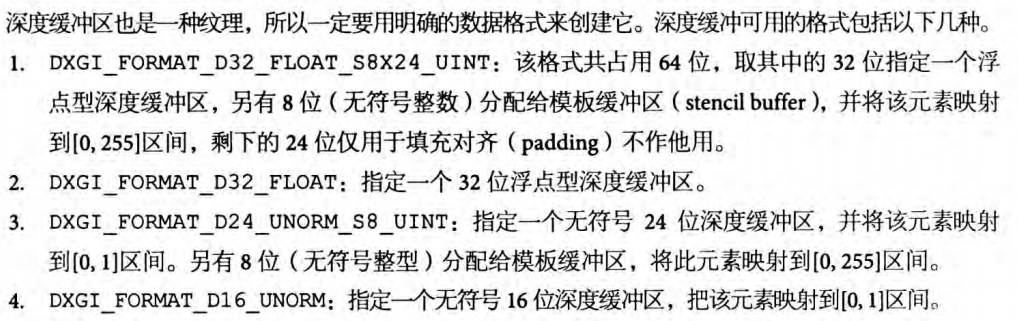 深度缓冲区也是一种纹理，所以一定要用明确的数据格式来创建它。深度缓冲可用的格式包括以下几种。
1. DXGI_FORMAT_D32_FLOAT_S8X24_UINT：该格式共占用 64 位，取其中的 32 位指定一个浮
点型深度缓冲区，另有 8 位（无符号整数）分配给模板缓冲区（stencil buffer），并将该元素映射
到[0, 255]区间，剩下的 24 位仅用于填充对齐（padding）不作他用。
2. DXGI_FORMAT_D32_FLOAT：指定一个 32 位浮点型深度缓冲区。
3. DXGI_FORMAT_D24_UNORM_S8_UINT：指定一个无符号 24 位深度缓冲区，并将该元素映射
到[0, 1]区间。另有 8 位（无符号整型）分配给模板缓冲区，将此元素映射到[0, 255]区间。
4. DXGI_FORMAT_D16_UNORM：指定一个无符号 16 位深度缓冲区，把该元素映射到[0, 1]区间。